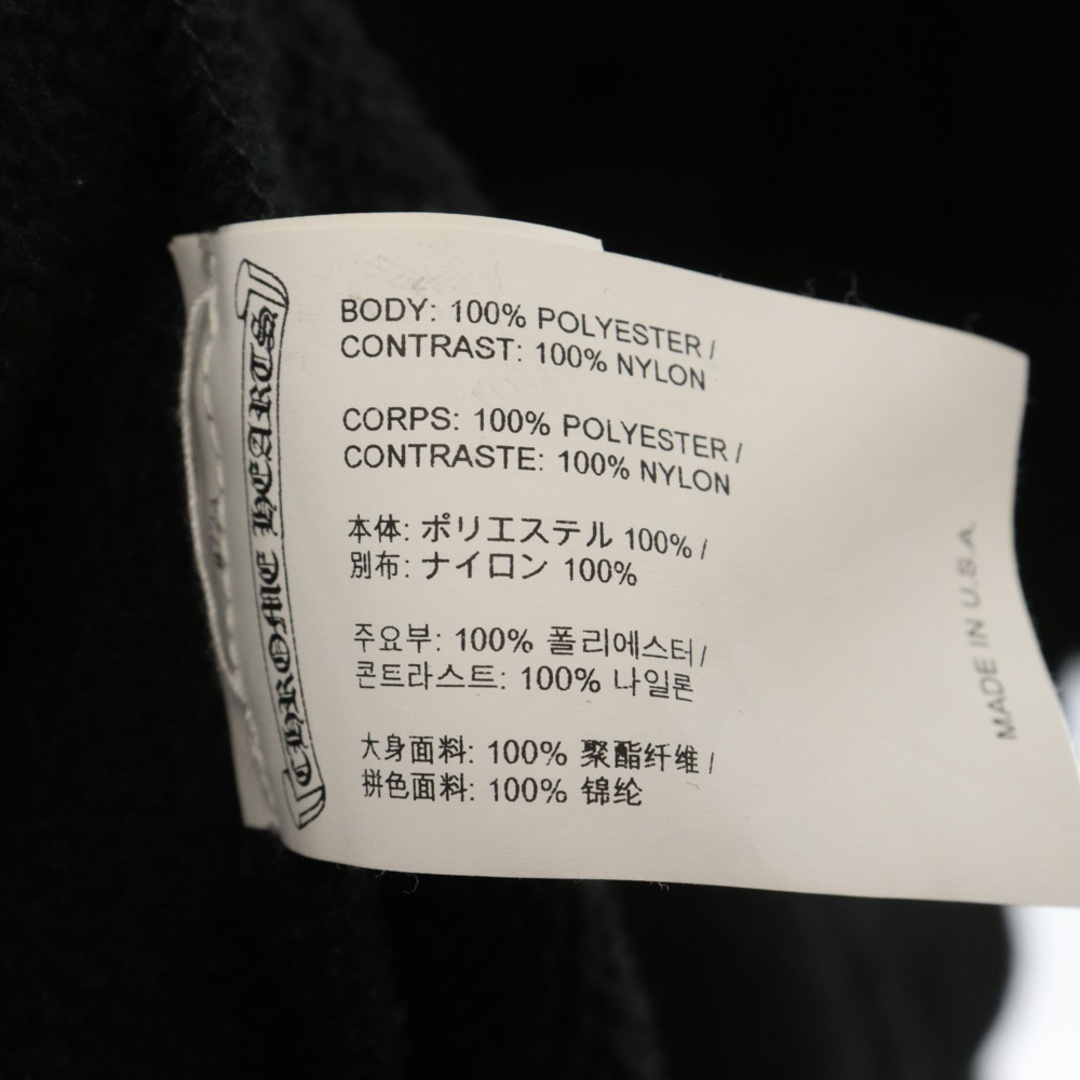 CHROME HEARTS
BODY: 100% POLYESTER /
CONTRAST: 100% NYLON
CORPS: 100% POLYESTER /
CONTRASTE: 100% NYLON
本体: ポリエステル 100% /
別布: ナイロン 100%
주요부: 100% 폴리에스터 /
콘트라스트: 100% 나일론
大身面料: 100% 聚酯纤维 /
拼色面料: 100% 锦纶
MADE IN U.S.A